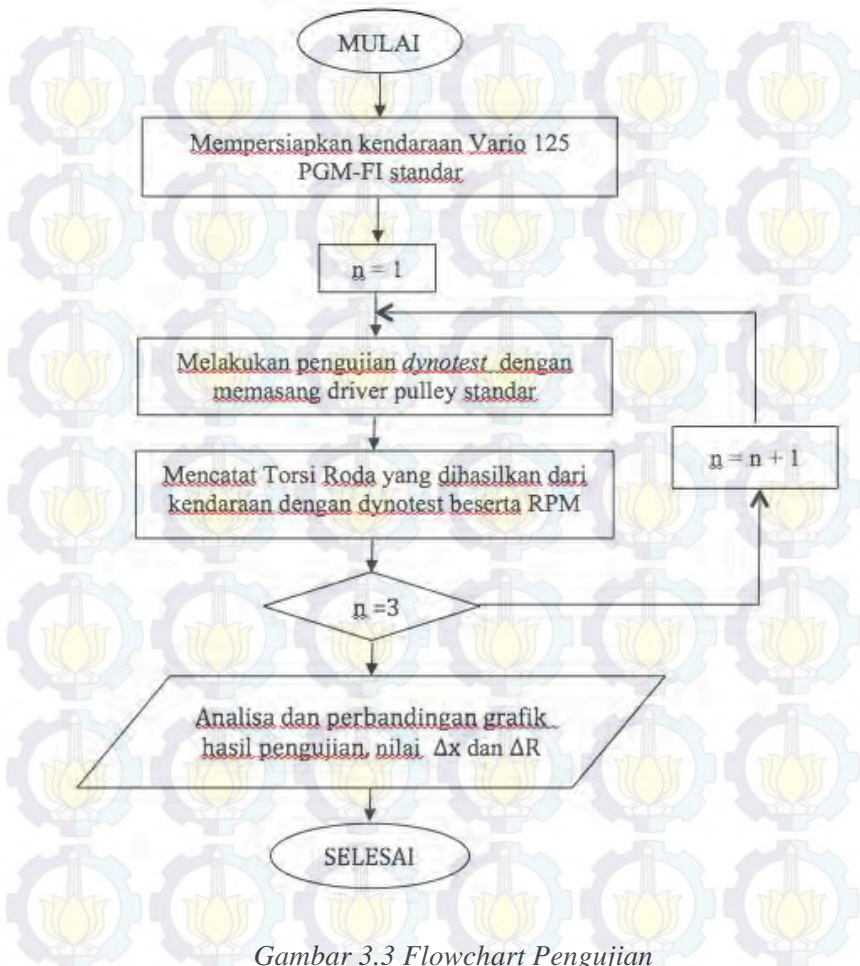 MULAI
Mempersiapkan kendaraan Vario 125
PGM-FI standar
n = 1
Melakukan pengujian dynotest dengan
memasang driver pulley standar
Mencatat Torsi Roda yang dihasilkan dari
kendaraan dengan dynotest beserta RPM
n = n + 1
n =3
Analisa dan perbandingan grafik
hasil pengujian, nilai Δx dan ΔR
SELESAI
Gambar 3.3 Flowchart Pengujian